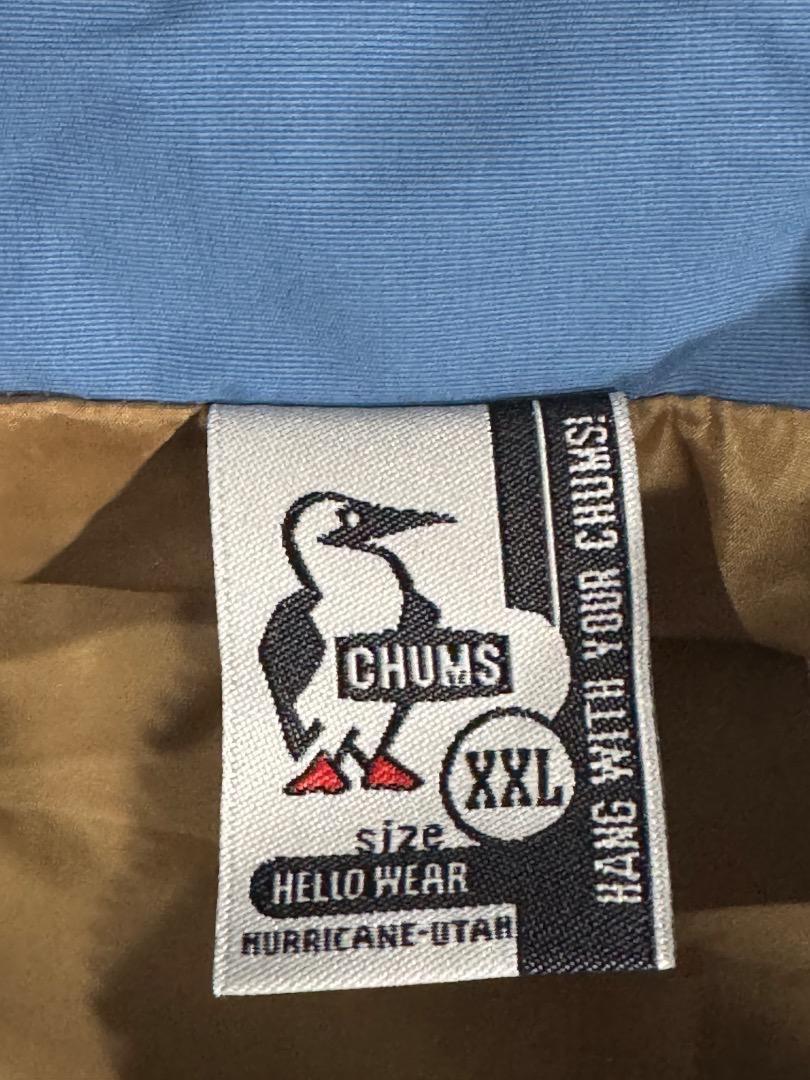 CHUMS
XXL
size
HELLO WEAR
HURRICANE-UTAH
HANG WITH YOUR CHUMS!